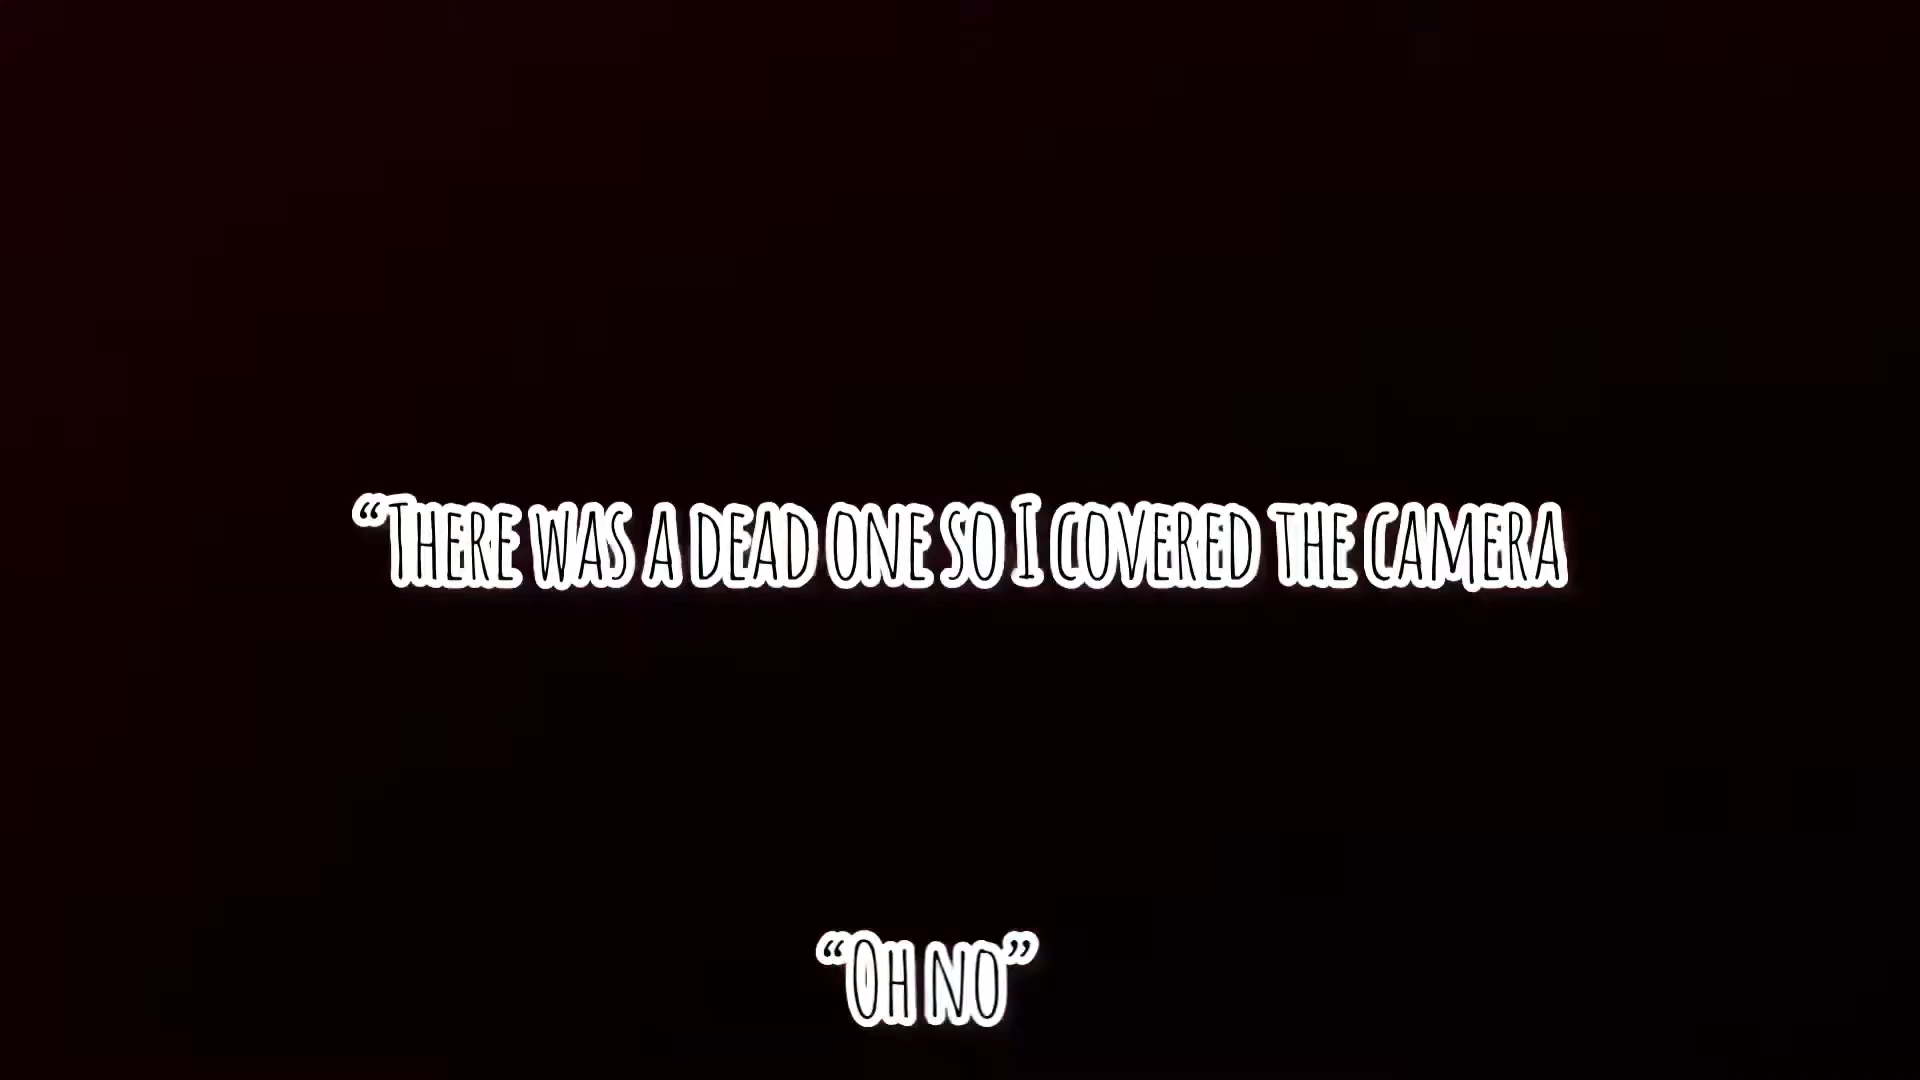 “There was a dead one so I covered the camera
“Oh no”